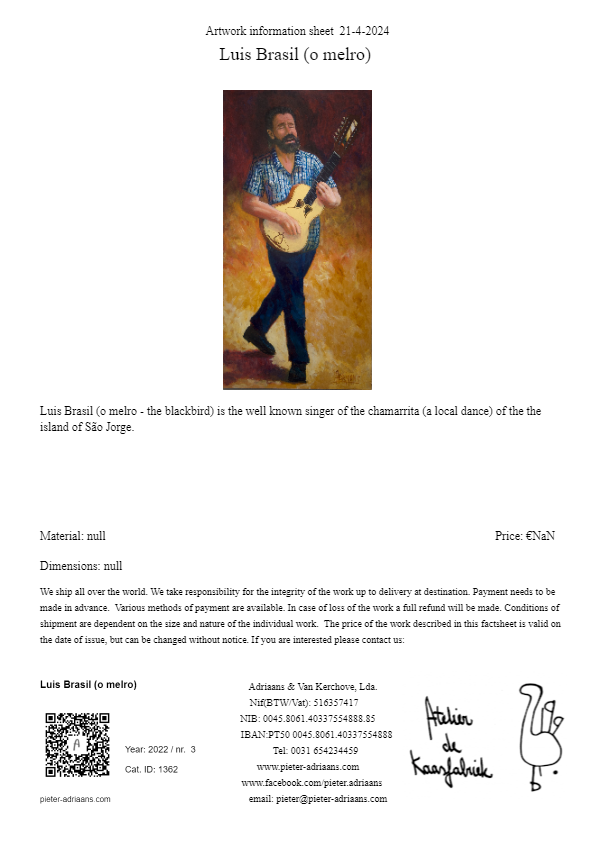 Artwork information sheet 21-4-2024
Luis Brasil (o melro)
Luis Brasil (o melro - the blackbird) is the well known singer of the chamarrita (a local dance) of the the
island of São Jorge.
Material: null
Price: €NaN
Dimensions: null
We ship all over the world. We take responsibility for the integrity of the work up to delivery at destination. Payment needs to be
made in advance. Various methods of payment are available. In case of loss of the work a full refund will be made. Conditions of
shipment are dependent on the size and nature of the individual work. The price of the work described in this factsheet is valid on
the date of issue, but can be changed without notice. If you are interested please contact us:
Luis Brasil (o melro)
A
Year: 2022 / nr. 3
Cat. ID: 1362
pieter-adriaans.com
Adriaans & Van Kerchove, Lda.
Nif(BTW/Vat): 516357417
NIB: 0045.8061.40337554888.85
IBAN:PT50 0045.8061.40337554888
Tel: 0031 654234459
www.pieter-adriaans.com
www.facebook.com/pieter.adriaans
email: pieter@pieter-adriaans.com
Atelier
de
Kaasfabriek